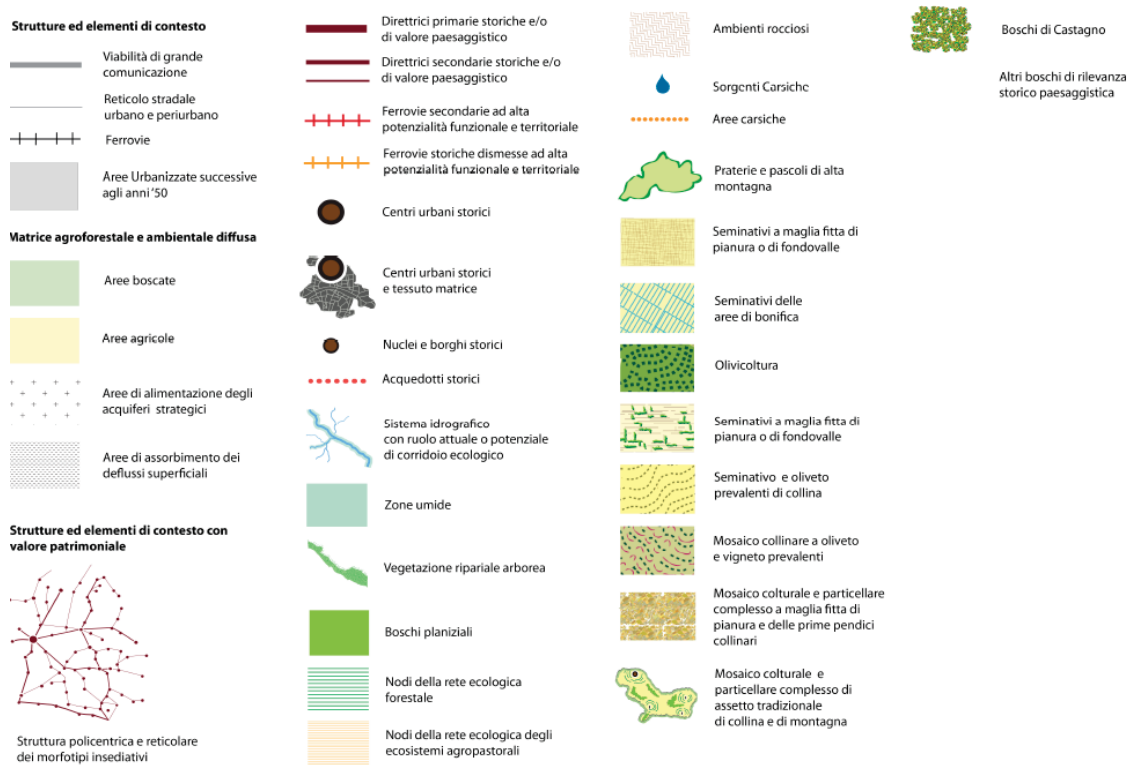 Strutture ed elementi di contesto
Viabilità di grande
comunicazione
Reticolo stradale
urbano e periurbano
Ferrovie
Aree Urbanizzate successive
agli anni '50
Matrice agroforestale e ambientale diffusa
Aree boscate
Aree agricole
Aree di alimentazione degli
acquiferi strategici
Aree di assorbimento dei
deflussi superficiali
Strutture ed elementi di contesto con
valore patrimoniale
Struttura policentrica e reticolare
dei morfotipi insediativi
Direttrici primarie storiche e/o
di valore paesaggistico
Direttrici secondarie storiche e/o
di valore paesaggistico
Ferrovie secondarie ad alta
potenzialità funzionale e territoriale
Ferrovie storiche dismesse ad alta
potenzialità funzionale e territoriale
Centri urbani storici
Centri urbani storici
e tessuto matrice
Nuclei e borghi storici
Acquedotti storici
Sistema idrografico
con ruolo attuale o potenziale
di corridoio ecologico
Zone umide
Vegetazione ripariale arborea
Boschi planiziali
Nodi della rete ecologica
forestale
Nodi della rete ecologica degli
ecosistemi agropastorali
Ambienti rocciosi
Sorgenti Carsiche
Aree carsiche
Praterie e pascoli di alta
montagna
Seminativi a maglia fitta di
pianura o di fondovalle
Seminativi delle
aree di bonifica
Olivicoltura
Seminativi a maglia fitta di
pianura o di fondovalle
Seminativo e oliveto
prevalenti di collina
Mosaico collinare a oliveto
e vigneto prevalenti
Mosaico colturale e particellare
complesso a maglia fitta di
pianura e delle prime pendici
collinari
Mosaico colturale e
particellare complesso di
assetto tradizionale
di collina e di montagna
Boschi di Castagno
Altri boschi di rilevanza
storico paesaggistica